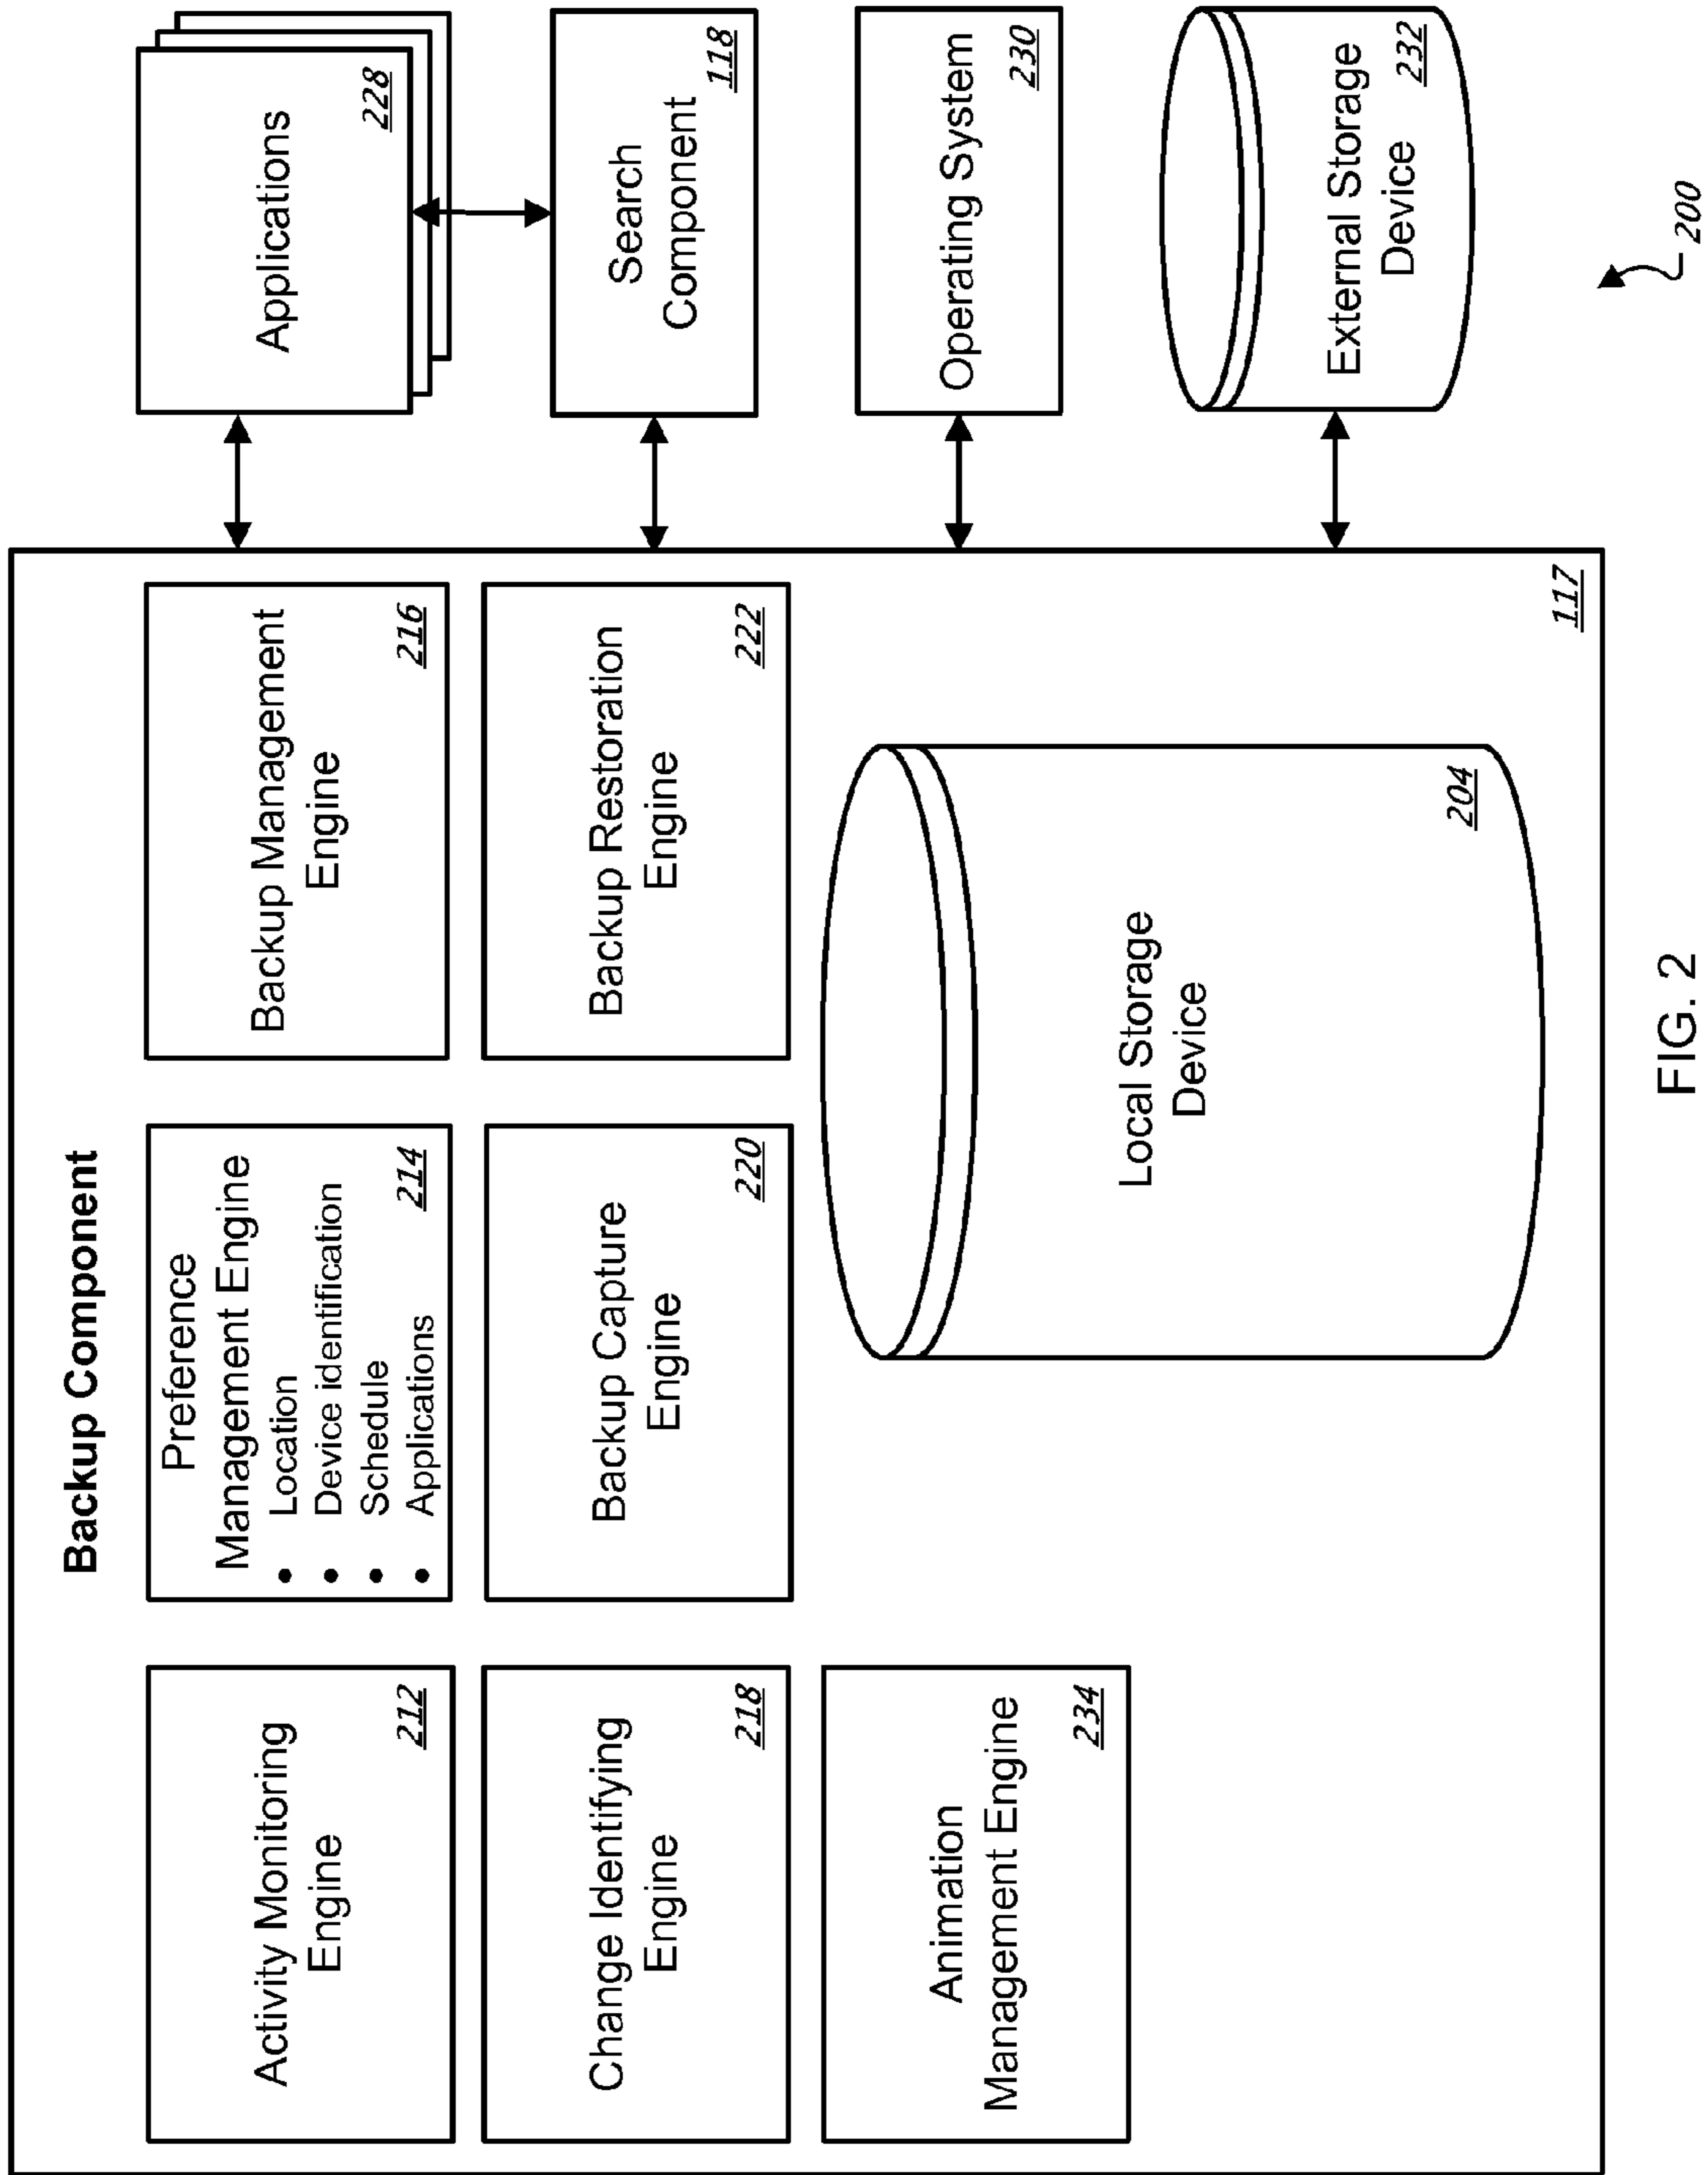 Backup Component
Activity Monitoring
Engine
212
Preference
Management Engine
• Location
• Device identification
• Schedule
• Applications
214
Backup Management
Engine
216
Change Identifying
Engine
218
Backup Capture
Engine
220
Backup Restoration
Engine
222
Animation
Management Engine
234
Local Storage
Device
204
117
Applications
228
Search
Component
118
Operating System
230
External Storage
Device
232
200
FIG. 2